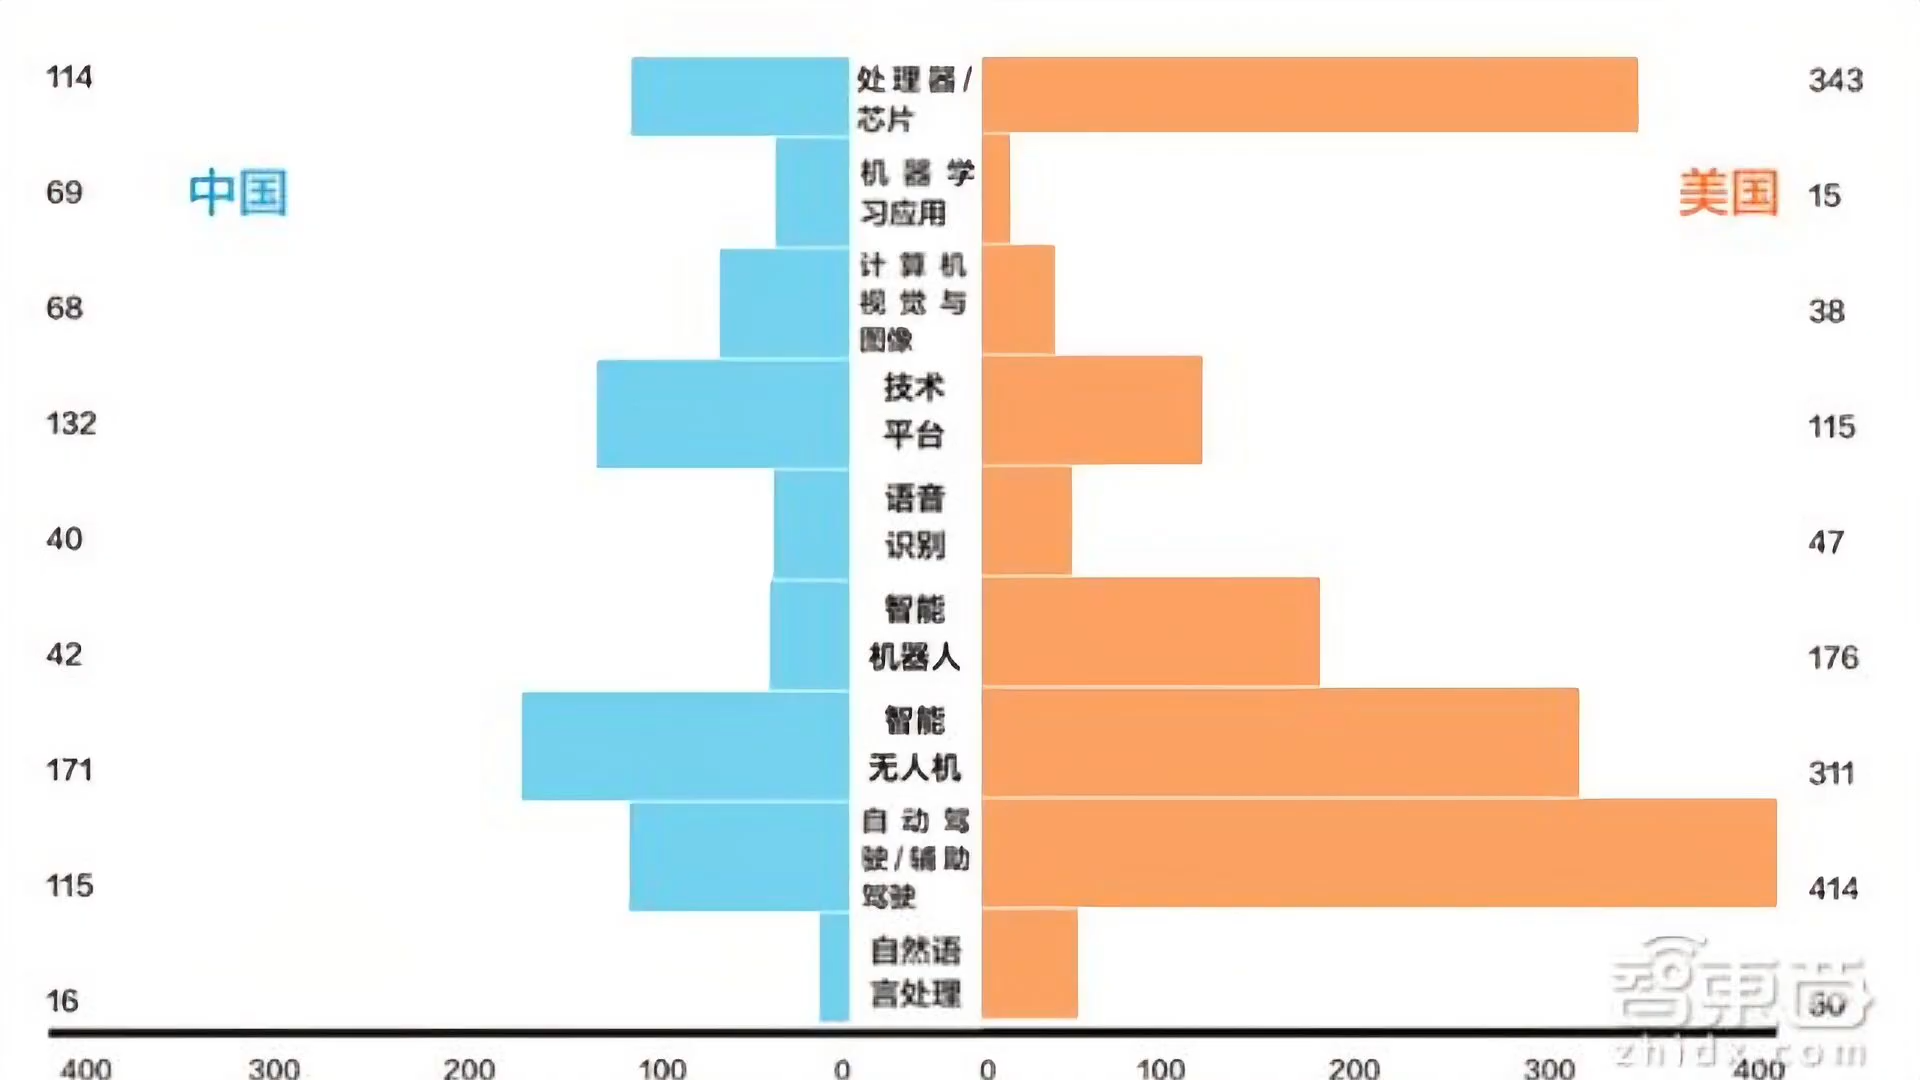 114
处理器/
芯片
343
中国
69
机器学
习应用
美国
15
68
计算机
视觉与
图像
38
132
技术
平台
115
40
语音
识别
47
42
智能
机器人
176
171
智能
无人机
311
115
自动驾
驶/辅助
驾驶
414
16
自然语
言处理
智東西
zhidx.com
400 300 200 100 0 0 100 200 300 400